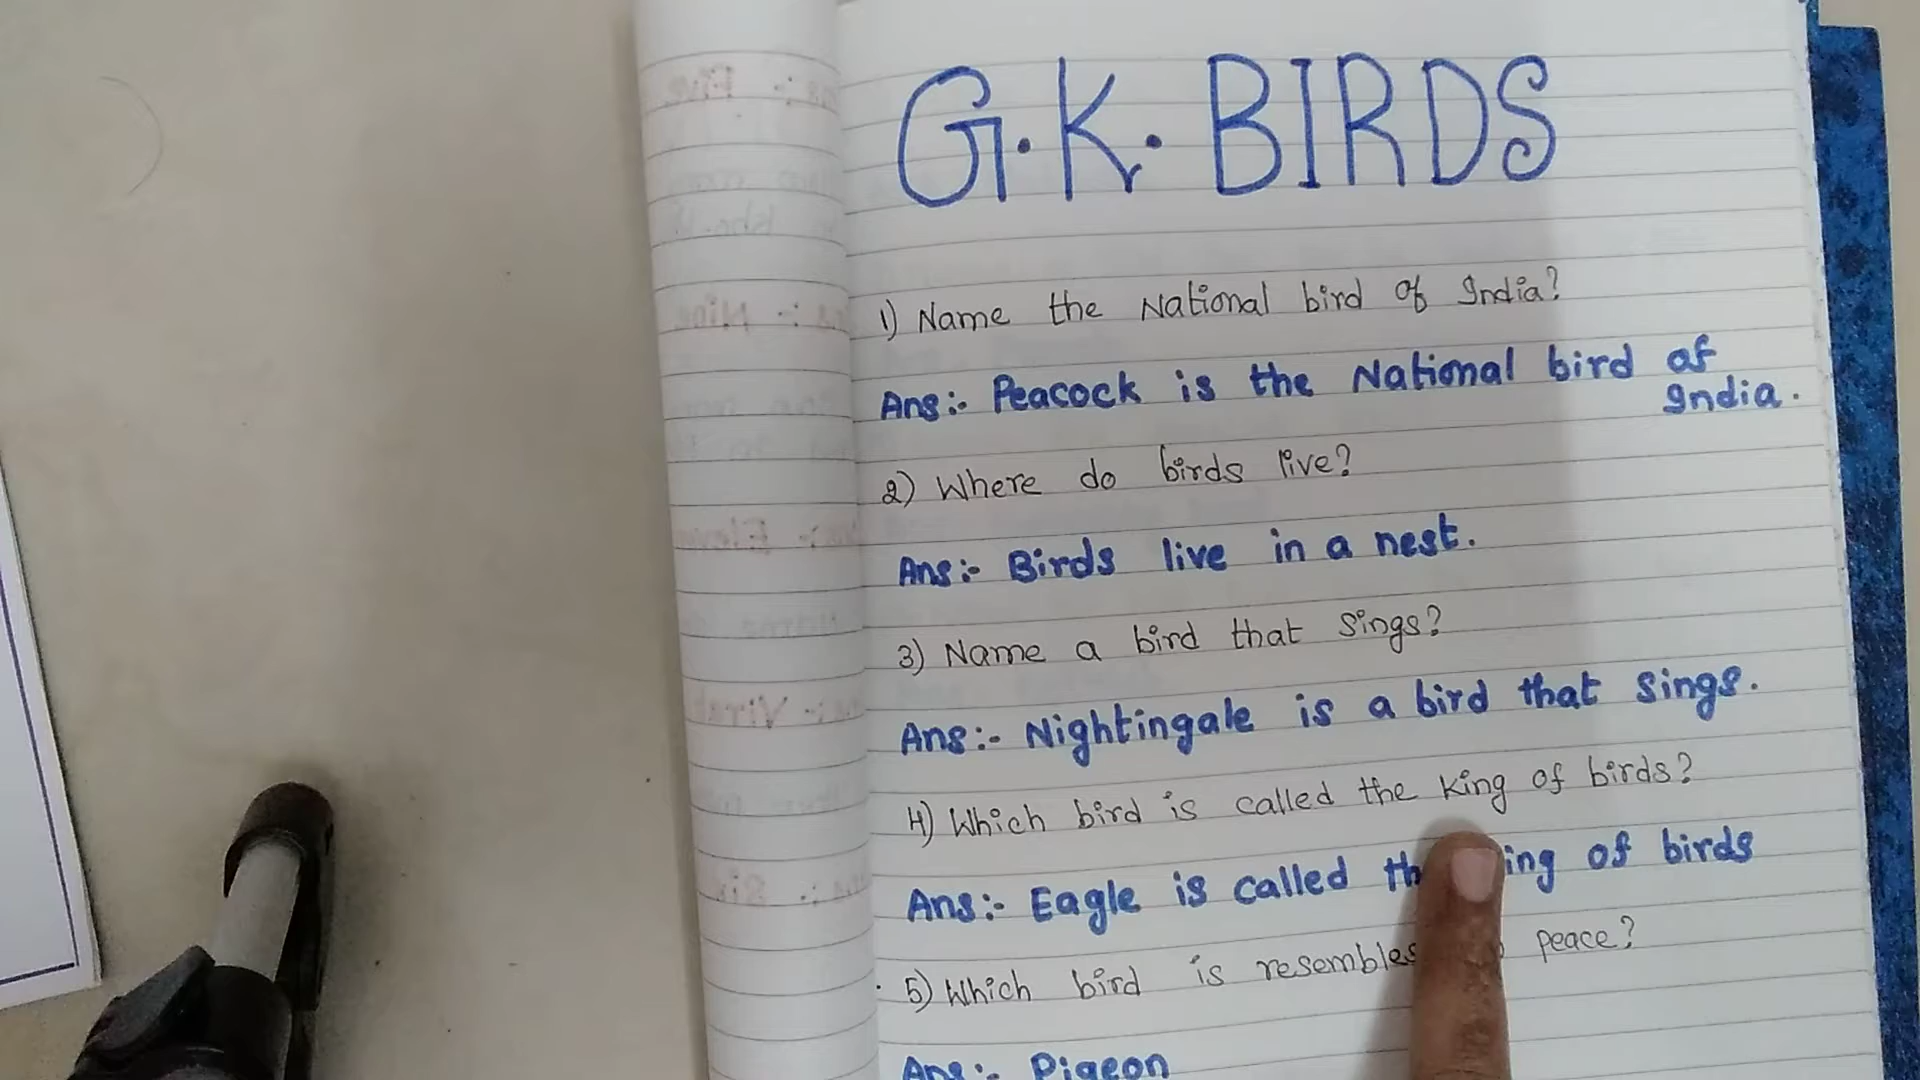 G.K. BIRDS
1) Name the National bird of India?
Ans:- Peacock is the National bird of
India.
2) Where do birds live?
Ans:- Birds live in a nest.
3) Name a bird that Sings?
Ans:- Nightingale is a bird that Sings.
4) Which bird is called the King of birds?
Ans:- Eagle is called of birds
5) Which bird is resembles peace?
Ans:- Pigeon